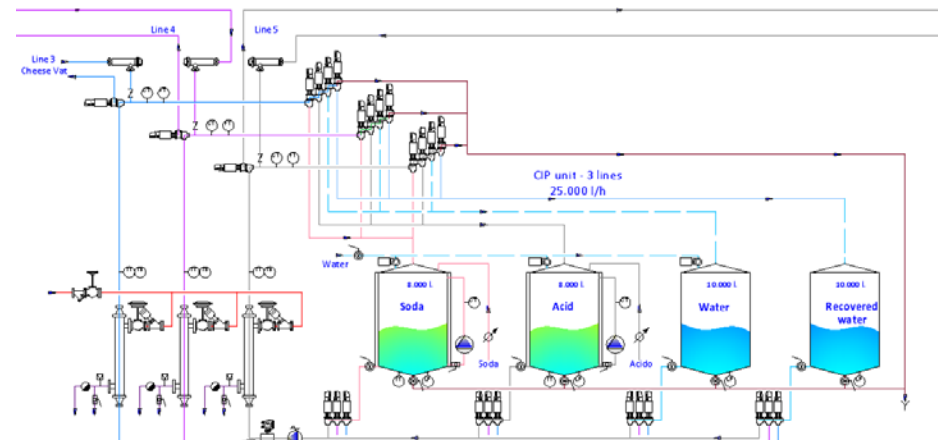 Line 4
Line 5
Line 3
Cheese Vat
CIP unit - 3 lines
25.000 l/h
Water
8.000 l.
Soda
8.000 l.
Acid
10.000 l.
Water
10.000 l.
Recovered
water
Soda
Acido